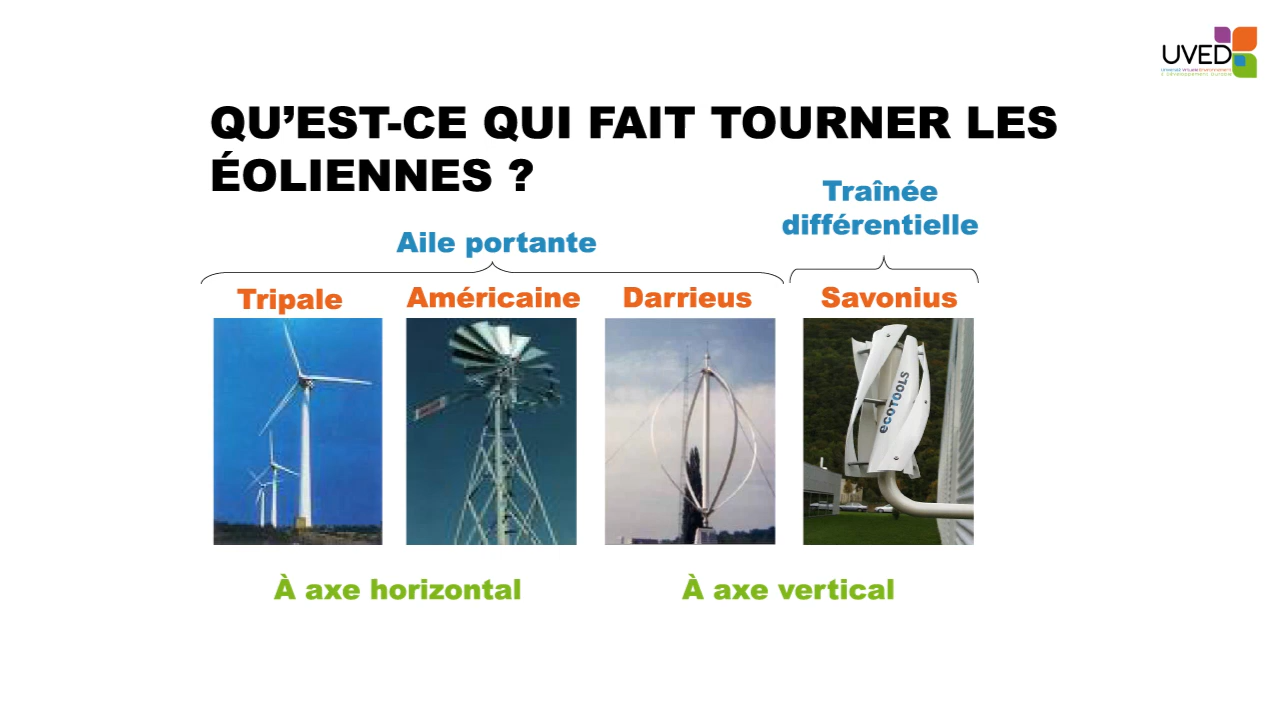 UVED
QU’EST-CE QUI FAIT TOURNER LES
ÉOLIENNES ?
Traînée
différentielle
Aile portante
Tripale
Américaine
Darrieus
Savonius
ecoTOOLS
À axe horizontal
À axe vertical